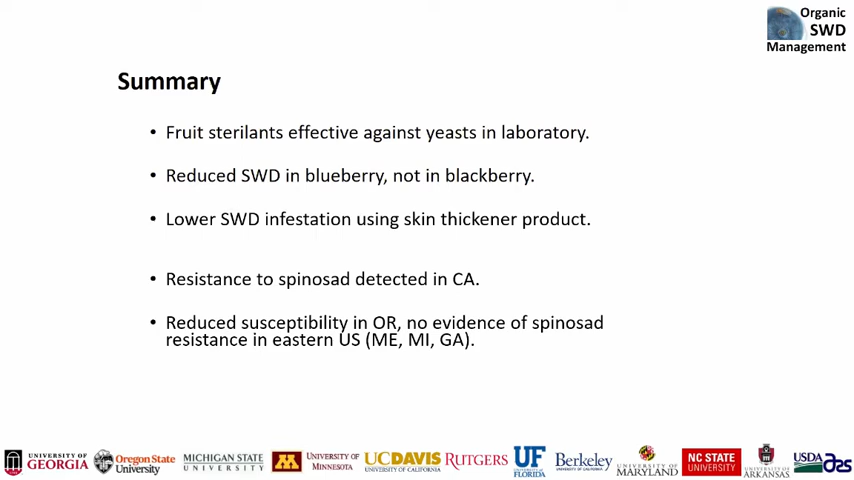 Organic
SWD
Management
Summary
• Fruit sterilants effective against yeasts in laboratory.
• Reduced SWD in blueberry, not in blackberry.
• Lower SWD infestation using skin thickener product.
• Resistance to spinosad detected in CA.
• Reduced susceptibility in OR, no evidence of spinosad
resistance in eastern US (ME, MI, GA).
UNIVERSITY OF
GEORGIA
Oregon State
University
MICHIGAN STATE
UNIVERSITY
M
UNIVERSITY OF
MINNESOTA
UCDAVIS
UNIVERSITY OF CALIFORNIA
RUTGERS
UF
UNIVERSITY of
FLORIDA
Berkeley
UNIVERSITY OF CALIFORNIA
UNIVERSITY OF
MARYLAND
NC STATE
UNIVERSITY
UNIVERSITY OF
ARKANSAS
USDA
ars